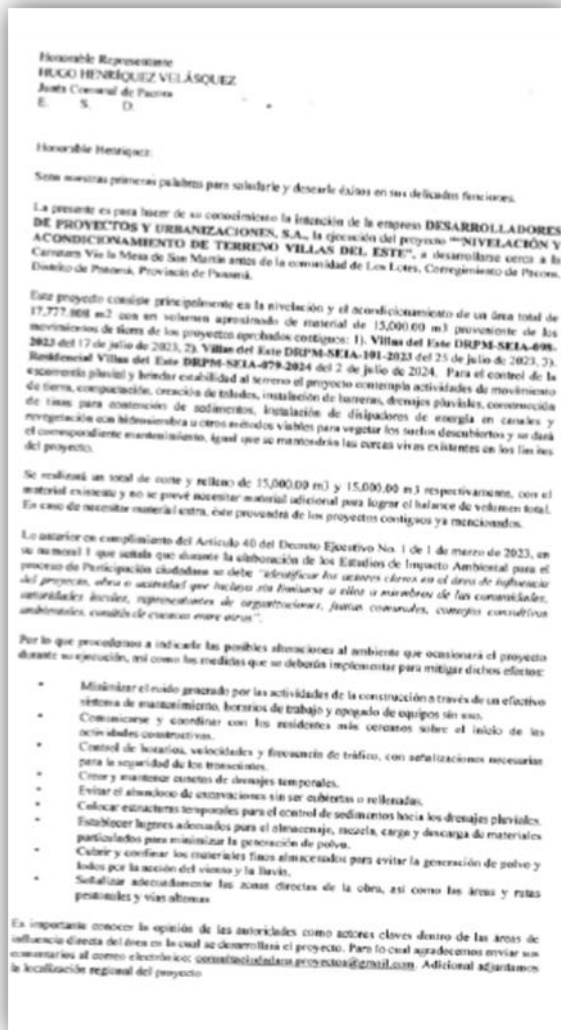 Honorable Representante
HUGO HENRÍQUEZ VELÁSQUEZ
Junta Comunal de Pacora
E. S. D.
Honorable Henríquez:
Sean nuestras primeras palabras para saludarle y desearle éxitos en sus delicadas funciones.
La presente es para hacer de su conocimiento la intención de la empresa DESARROLLADORES
DE PROYECTOS Y URBANIZACIONES, S.A., la ejecución del proyecto "“NIVELACIÓN Y
ACONDICIONAMIENTO DE TERRENO VILLAS DEL ESTE”, a desarrollarse cerca a la
Carretera Vía la Mesa de San Martín antes de la comunidad de Los Lotes, Corregimiento de Pacora,
Distrito de Panamá, Provincia de Panamá.
Este proyecto consiste principalmente en la nivelación y el acondicionamiento de un área total de
17,777.808 m2 con un volumen aproximado de material de 15,000.00 m3 proveniente de los
movimientos de tierra de los proyectos aprobados contiguos: 1). Villas del Este DRPM-SEIA-098-
2023 del 17 de julio de 2023, 2). Villas del Este DRPM-SEIA-101-2023 del 25 de julio de 2023, 3).
Residencial Villas del Este DRPM-SEIA-079-2024 del 2 de julio de 2024. Para el control de la
escorrentía pluvial y brindar estabilidad al terreno el proyecto contempla actividades de movimiento
de tierra, compactación, creación de taludes, instalación de barreras, drenajes pluviales, construcción
de tinas para contención de sedimentos, instalación de disipadores de energía en canales y
revegetación con hidrosiembra u otros métodos viables para vegetar los suelos descubiertos y se dará
el correspondiente mantenimiento, igual que se mantendrán las cercas vivas existentes en los límites
del proyecto.
Se realizará un total de corte y relleno de 15,000.00 m3 y 15,000.00 m3 respectivamente, con el
material existente y no se prevé necesitar material adicional para lograr el balance de volumen total.
En caso de necesitar material extra, éste provendrá de los proyectos contiguos ya mencionados.
Lo anterior en cumplimiento del Artículo 40 del Decreto Ejecutivo No. 1 de 1 de marzo de 2023, en
su numeral 1 que señala que durante la elaboración de los Estudios de Impacto Ambiental para el
proceso de Participación ciudadana se debe "identificar los actores claves en el área de influencia
del proyecto, obra o actividad que incluya sin limitarse a ellos a miembros de las comunidades,
autoridades locales, representantes de organizaciones, juntas comunales, consejos consultivos
ambientales, comités de cuencas entre otros".
Por lo que procedemos a indicarle las posibles alteraciones al ambiente que ocasionará el proyecto
durante su ejecución, así como las medidas que se deberán implementar para mitigar dichos efectos:
• Minimizar el ruido generado por las actividades de la construcción a través de un efectivo
sistema de mantenimiento, horarios de trabajo y apagado de equipos sin uso.
• Comunicarse y coordinar con los residentes más cercanos sobre el inicio de las
actividades constructivas.
• Control de horarios, velocidades y frecuencia de tráfico, con señalizaciones necesarias
para la seguridad de los transeúntes.
• Crear y mantener cunetas de drenajes temporales.
• Evitar el abandono de excavaciones sin ser cubiertas o rellenadas.
• Colocar estructuras temporales para el control de sedimentos hacia los drenajes pluviales.
• Establecer lugares adecuados para el almacenaje, mezcla, carga y descarga de materiales
particulados para minimizar la generación de polvo.
• Cubrir y confinar los materiales finos almacenados para evitar la generación de polvo y
lodos por la acción del viento y la lluvia.
• Señalizar adecuadamente las zonas directas de la obra, así como las áreas y rutas
peatonales y vías alternas
Es importante conocer la opinión de las autoridades como actores claves dentro de las áreas de
influencia directa del área en la cual se desarrollará el proyecto. Para lo cual agradecemos enviar sus
comentarios al correo electrónico: consultaciudadana.proyectos@gmail.com. Adicional adjuntamos
la localización regional del proyecto